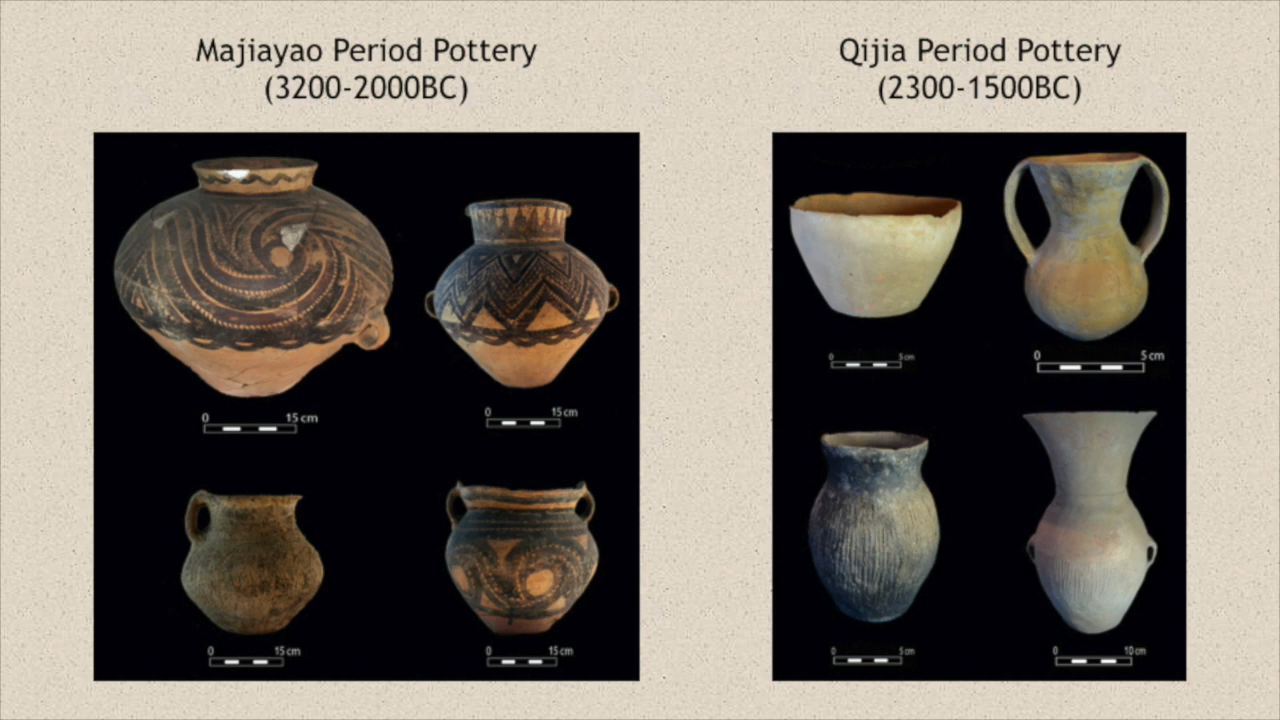 Majiayao Period Pottery
(3200-2000BC)
0 15 cm
0 15 cm
0 15 cm
0 15 cm
Qijia Period Pottery
(2300-1500BC)
0 5 cm
0 5 cm
0 5 cm
0 10 cm